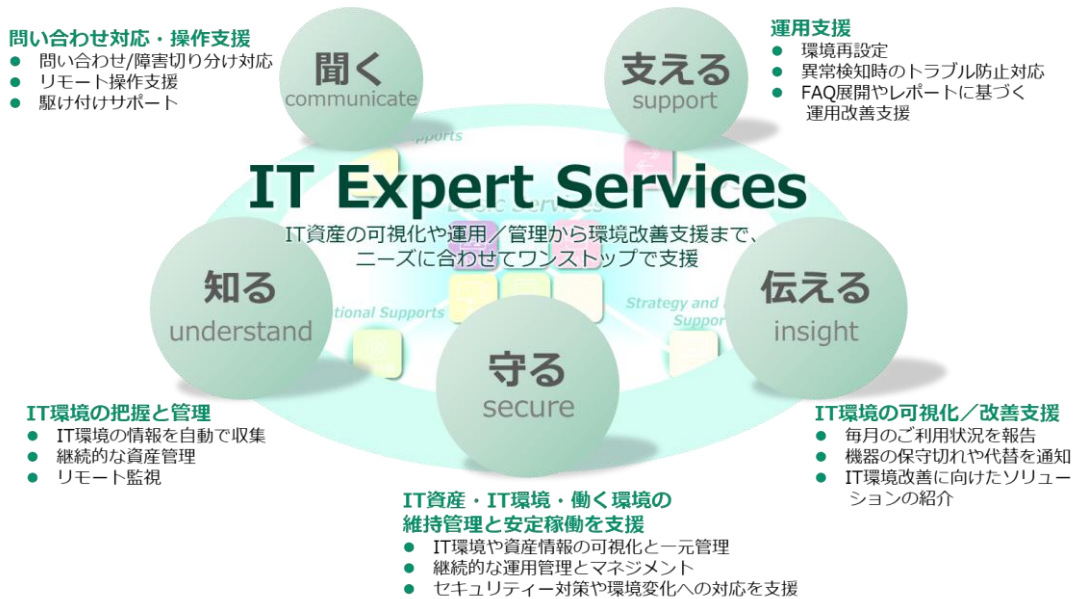 問い合わせ対応・操作支援
● 問い合わせ/障害切り分け対応
● リモート操作支援
● 駆け付けサポート
聞く
communicate
支える
support
運用支援
● 環境再設定
● 異常検知時のトラブル防止対応
● FAQ展開やレポートに基づく
運用改善支援
IT Expert Services
Basic Services
IT資産の可視化や運用／管理から環境改善支援まで、
ニーズに合わせてワンストップで支援
知る
understand
Supports
Strategy and
Support
伝える
insight
守る
secure
IT環境の把握と管理
● IT環境の情報を自動で収集
● 継続的な資産管理
● リモート監視
IT環境の可視化／改善支援
● 毎月のご利用状況を報告
● 機器の保守切れや代替を通知
● IT環境改善に向けたソリュー
ションの紹介
IT資産・IT環境・働く環境の
維持管理と安定稼働を支援
● IT環境や資産情報の可視化と一元管理
● 継続的な運用管理とマネジメント
● セキュリティー対策や環境変化への対応を支援